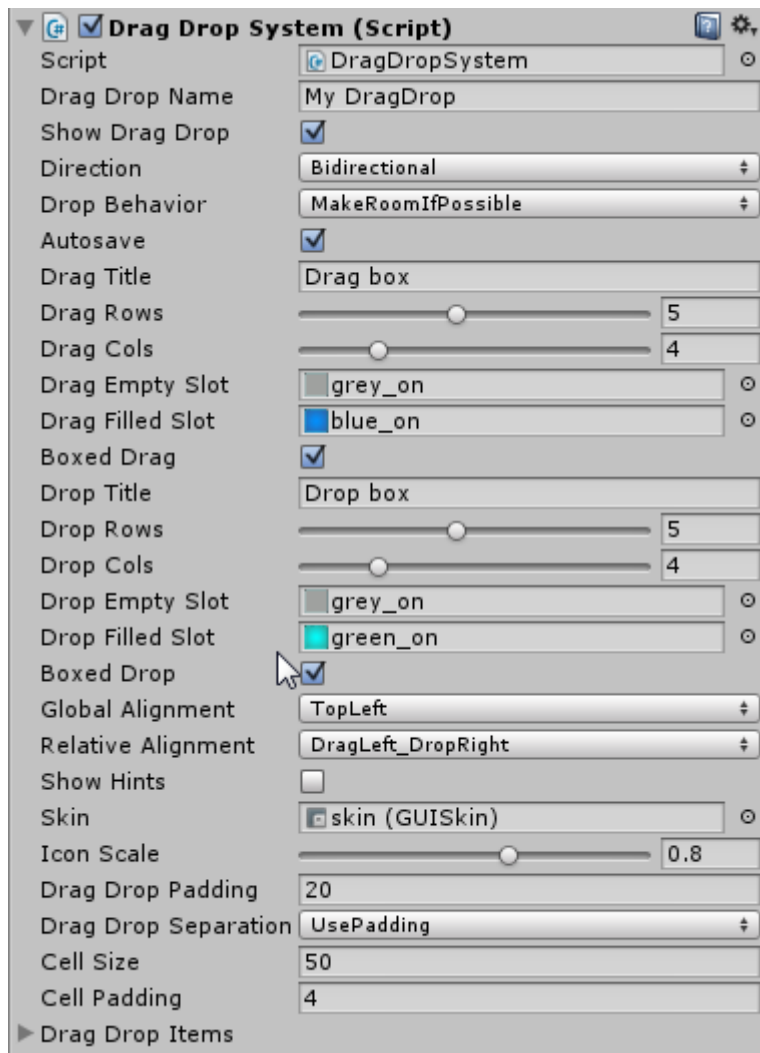 Drag Drop System (Script)
Script DragDropSystem
Drag Drop Name My DragDrop
Show Drag Drop
Direction Bidirectional
Drop Behavior MakeRoomIfPossible
Autosave
Drag Title Drag box
Drag Rows 5
Drag Cols 4
Drag Empty Slot grey_on
Drag Filled Slot blue_on
Boxed Drag
Drop Title Drop box
Drop Rows 5
Drop Cols 4
Drop Empty Slot grey_on
Drop Filled Slot green_on
Boxed Drop
Global Alignment TopLeft
Relative Alignment DragLeft_DropRight
Show Hints
Skin skin (GUISkin)
Icon Scale 0.8
Drag Drop Padding 20
Drag Drop Separation UsePadding
Cell Size 50
Cell Padding 4
Drag Drop Items